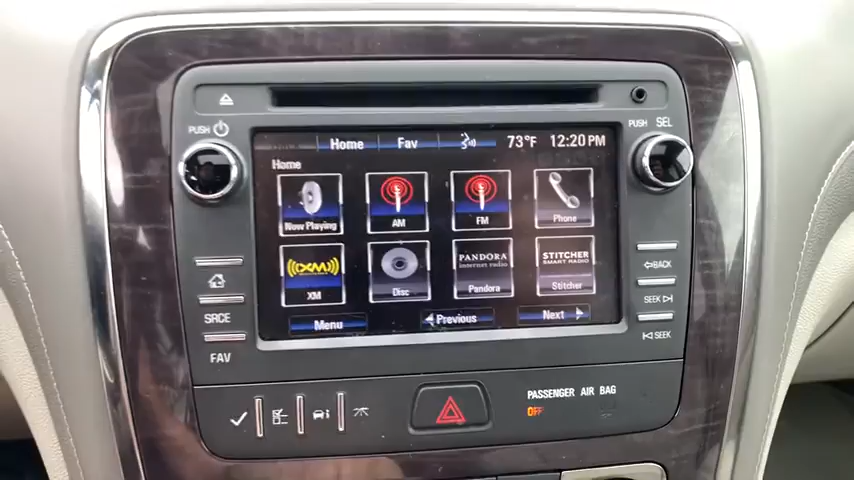 PUSH
PUSH SEL
Home Fav 73°F 12:20 PM
Home
Now Playing AM FM Phone
XM
PANDORA
internet radio
STITCHER
SMART RADIO
XM Disc Pandora Stitcher
Menu Previous Next
BACK
SEEK
SRCE
SEEK
FAV
PASSENGER AIR BAG
OFF